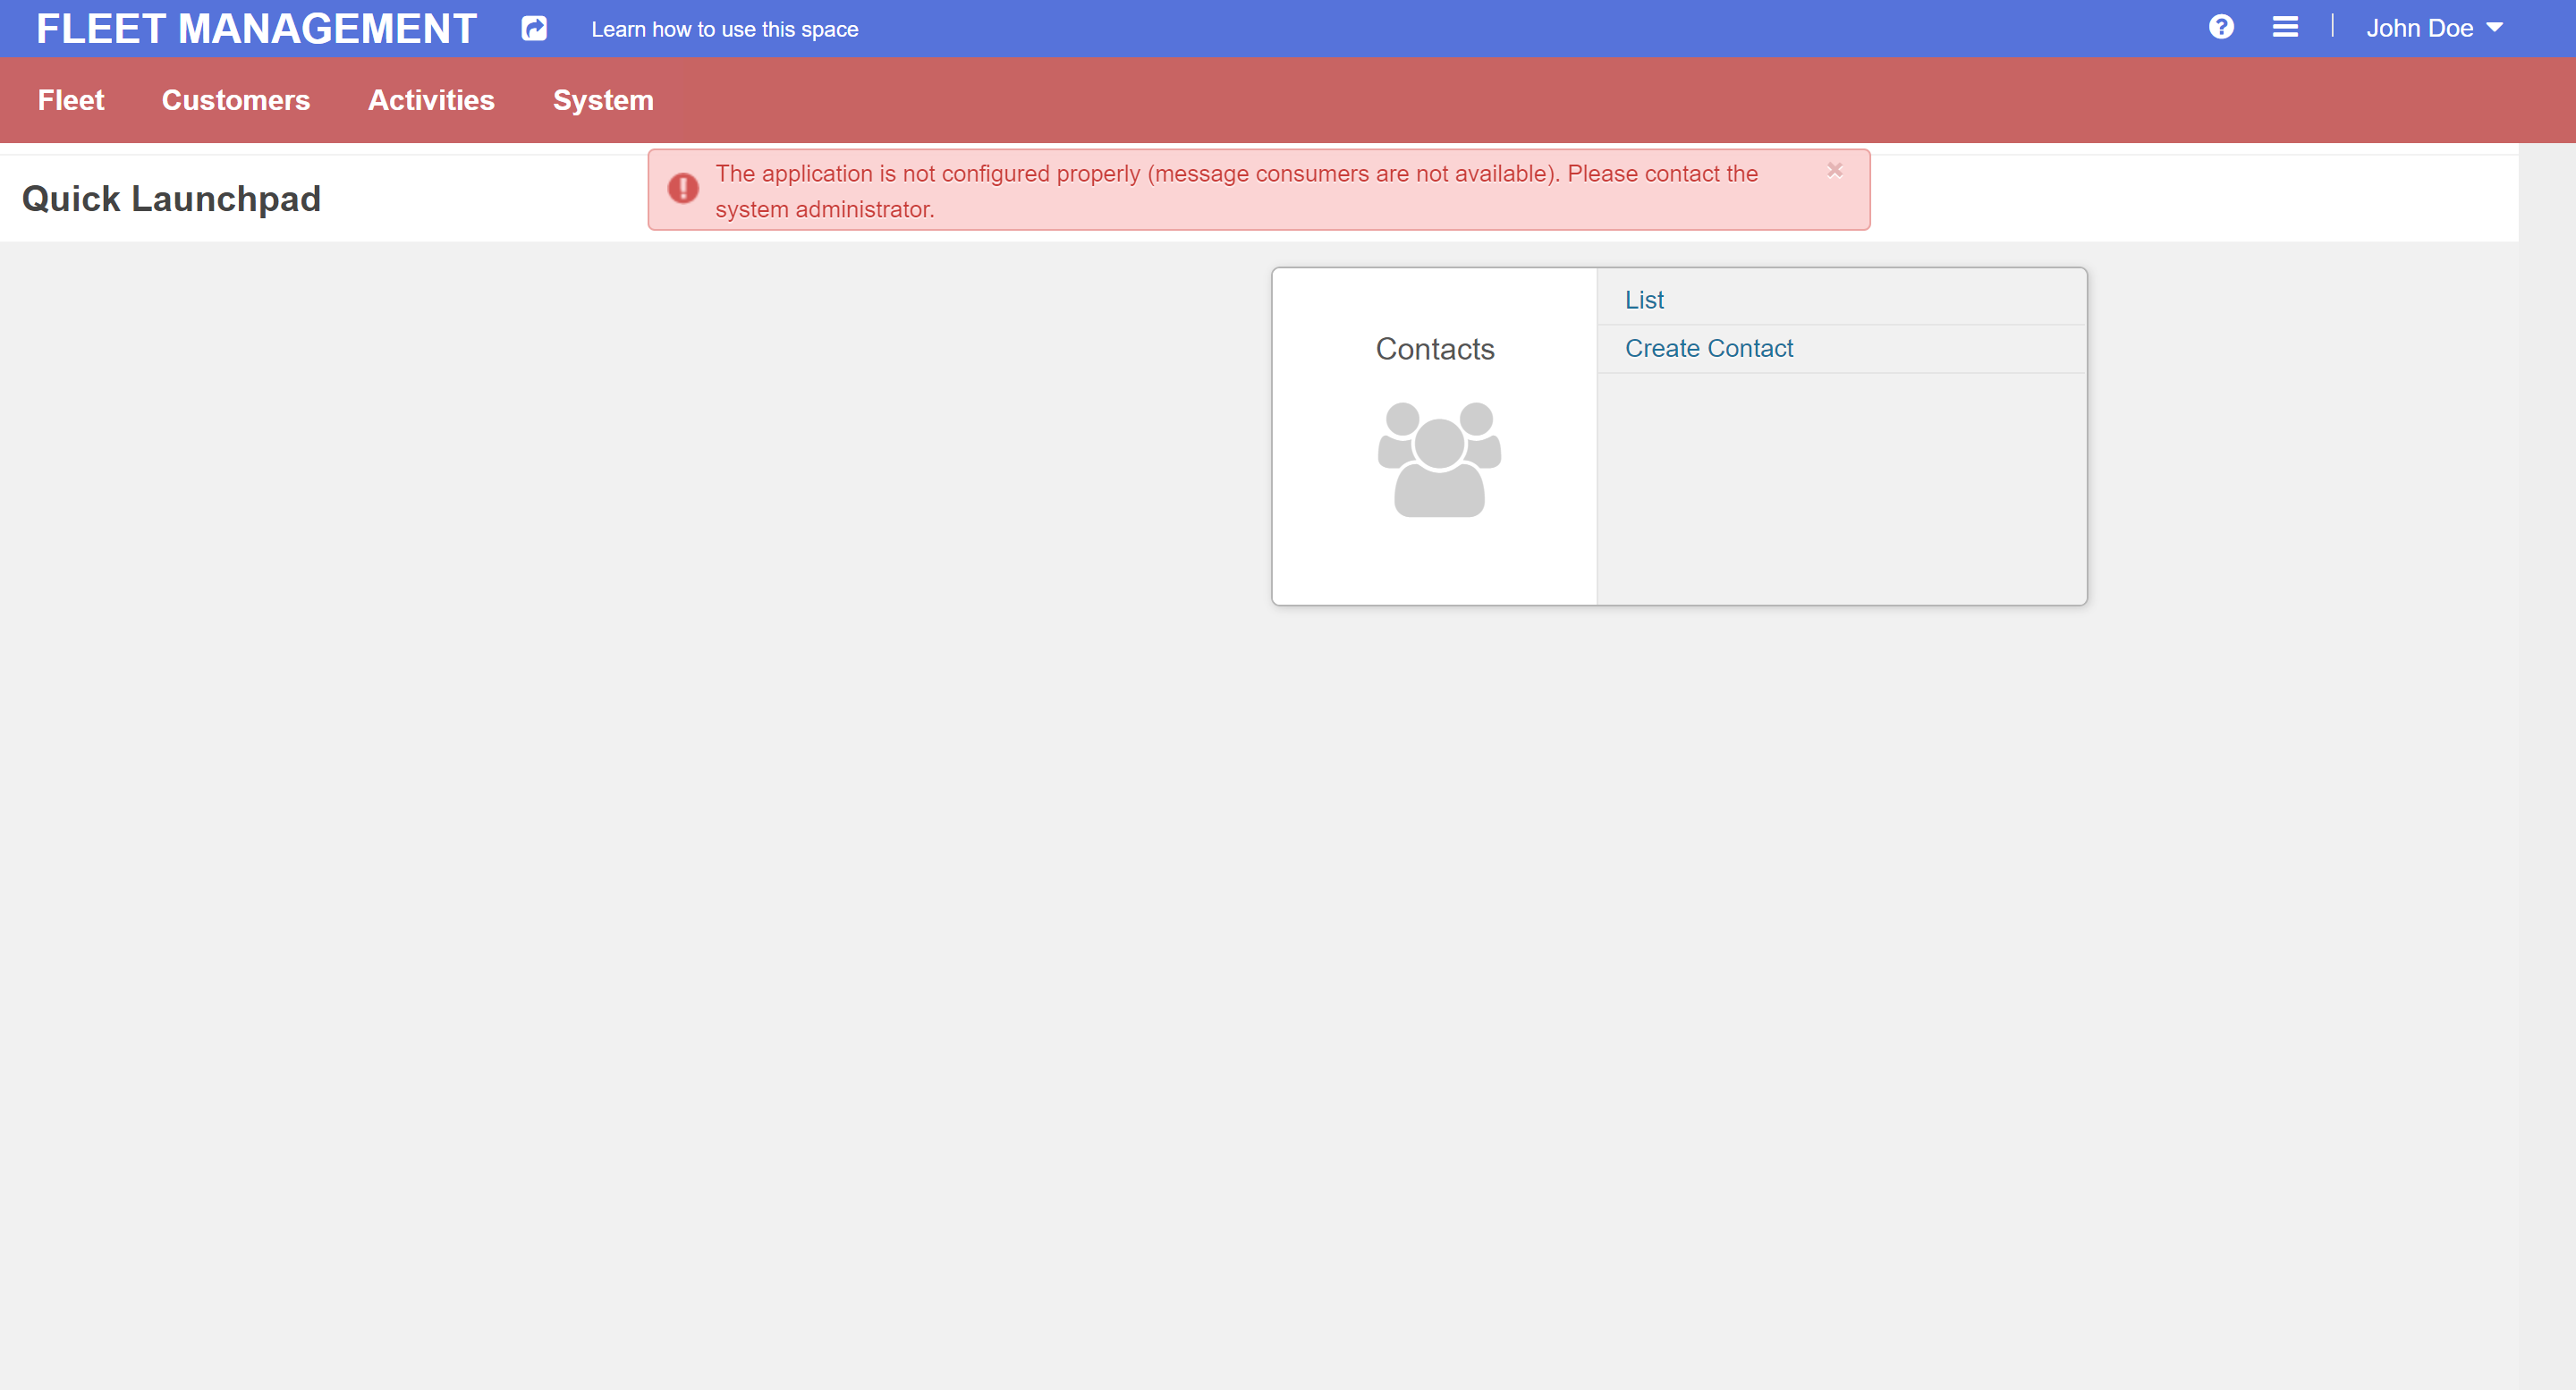 FLEET MANAGEMENT
Learn how to use this space
John Doe
Fleet
Customers
Activities
System
Quick Launchpad
The application is not configured properly (message consumers are not available). Please contact the
system administrator.
Contacts
List
Create Contact